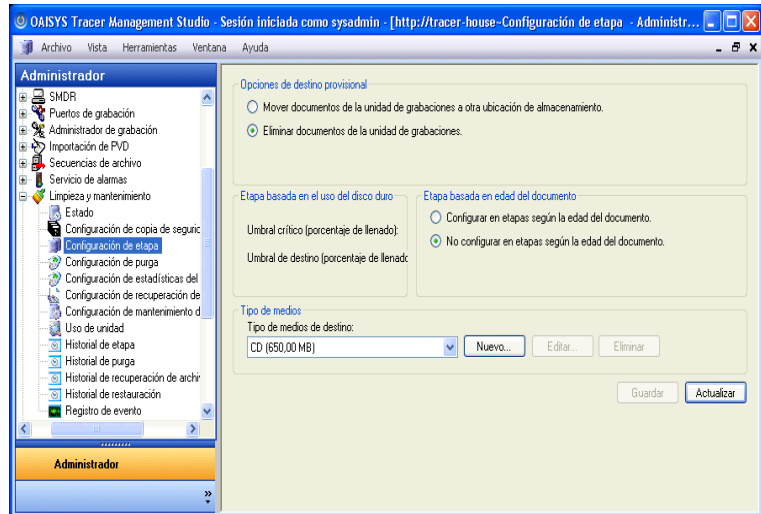 OAISYS Tracer Management Studio - Sesión iniciada como sysadmin - [http://tracer-house~Configuración de etapa - Administr...
Archivo Vista Herramientas Ventana Ayuda
Administrador
SMDR
Puertos de grabación
Administrador de grabación
Importación de PVD
Secuencias de archivo
Servicio de alarmas
Limpieza y mantenimiento
Estado
Configuración de copia de seguric
Configuración de etapa
Configuración de purga
Configuración de estadísticas del
Configuración de recuperación de
Configuración de mantenimiento d
Uso de unidad
Historial de etapa
Historial de purga
Historial de recuperación de archiv
Historial de restauración
Registro de evento
Administrador
Opciones de destino provisional
Mover documentos de la unidad de grabaciones a otra ubicación de almacenamiento.
Eliminar documentos de la unidad de grabaciones.
Etapa basada en el uso del disco duro
Umbral crítico (porcentaje de llenado):
Umbral de destino (porcentaje de llenado
Etapa basada en edad del documento
Configurar en etapas según la edad del documento.
No configurar en etapas según la edad del documento.
Tipo de medios
Tipo de medios de destino:
CD (650,00 MB) Nuevo... Editar... Eliminar
Guardar Actualizar